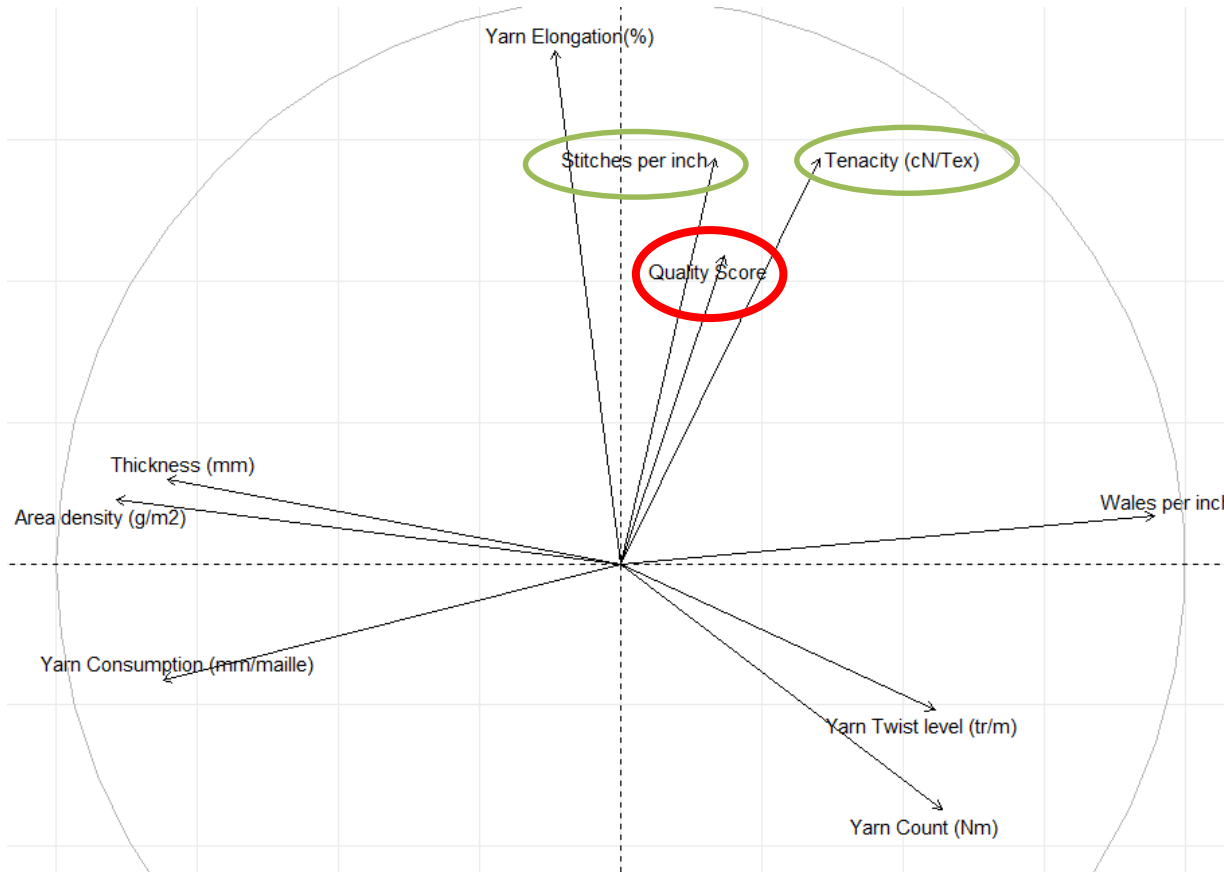 Yarn Elongation(%)
Stitches per inch
Tenacity (cN/Tex)
Quality Score
Thickness (mm)
Area density (g/m2)
Wales per inch
Yarn Consumption (mm/maille)
Yarn Twist level (tr/m)
Yarn Count (Nm)